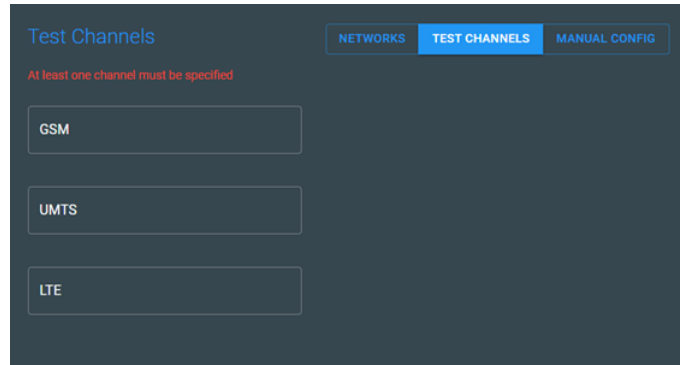 Test Channels
NETWORKS TEST CHANNELS MANUAL CONFIG
At least one channel must be specified
GSM
UMTS
LTE